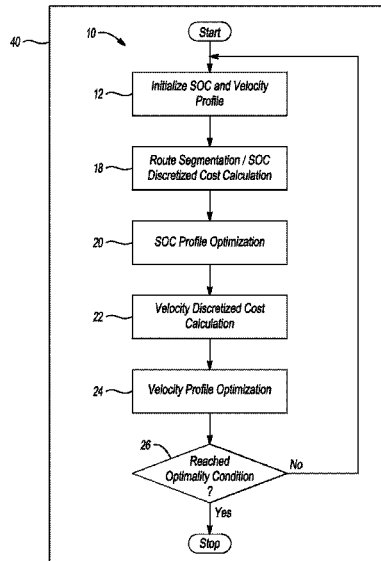 40
10
Start
12
Initialize SOC and Velocity
Profile
18
Route Segmentation / SOC
Discretized Cost Calculation
20
SOC Profile Optimization
22
Velocity Discretized Cost
Calculation
24
Velocity Profile Optimization
26
Reached
Optimality Condition
?
No
Yes
Stop